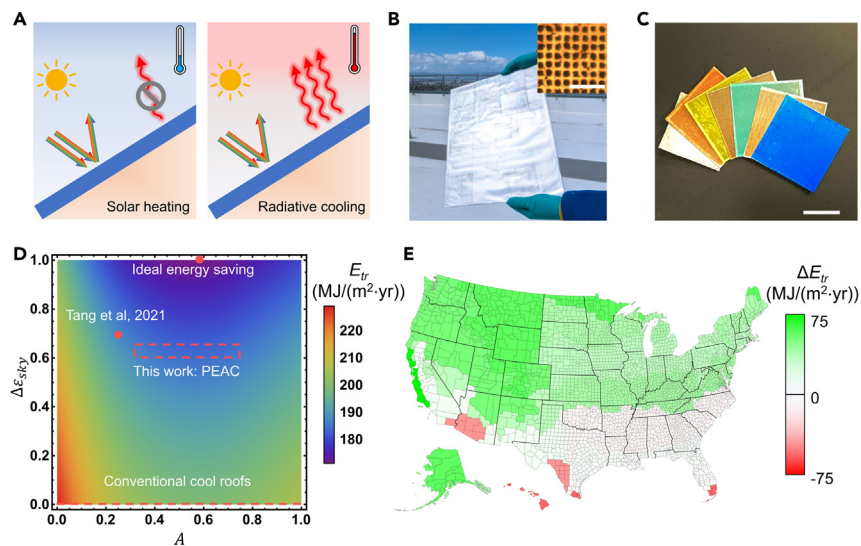 A
Solar heating
Radiative cooling
B
C
D
Ideal energy saving
Tang et al, 2021
This work: PEAC
Conventional cool roofs
Δε_sky
1.0
0.8
0.6
0.4
0.2
0.0
0.0 0.2 0.4 0.6 0.8 1.0
A
E_tr
(MJ/(m²·yr))
220
210
200
190
180
E
ΔE_tr
(MJ/(m²·yr))
75
0
-75